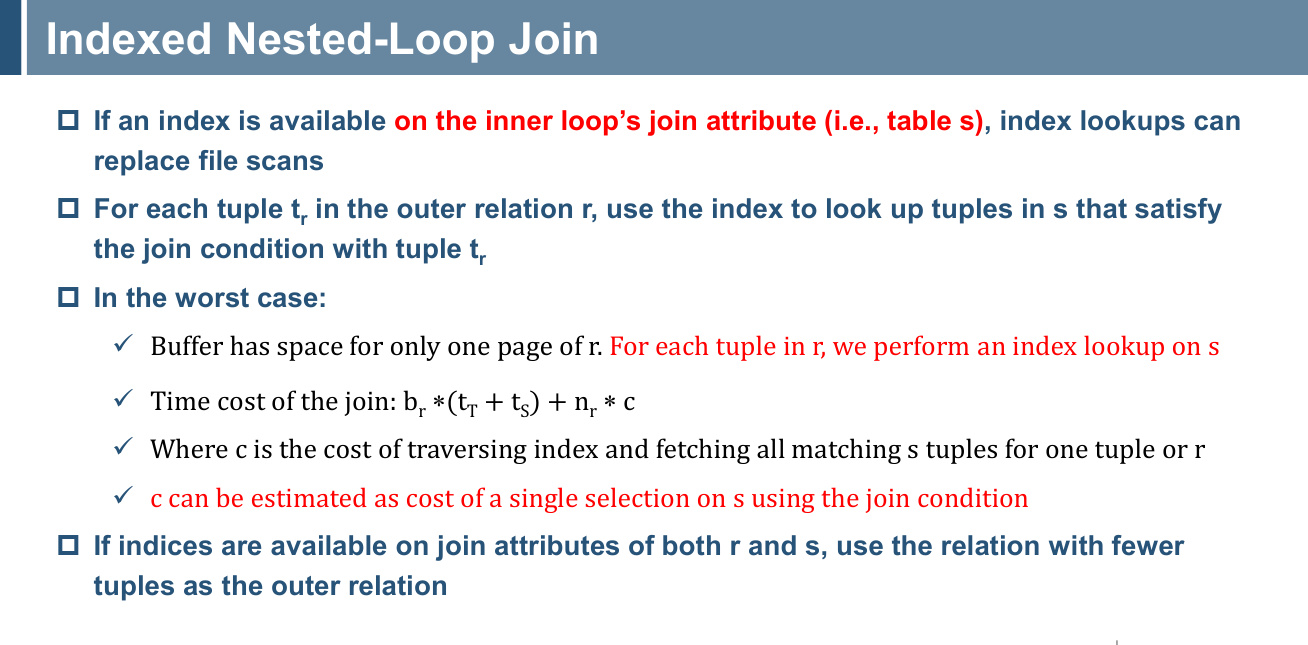 Indexed Nested-Loop Join
If an index is available on the inner loop's join attribute (i.e., table s), index lookups can
replace file scans
For each tuple tr in the outer relation r, use the index to look up tuples in s that satisfy
the join condition with tuple tr
In the worst case:
✓ Buffer has space for only one page of r. For each tuple in r, we perform an index lookup on s
✓ Time cost of the join: br ∗(tT + tS) + nr ∗ c
✓ Where c is the cost of traversing index and fetching all matching s tuples for one tuple or r
✓ c can be estimated as cost of a single selection on s using the join condition
If indices are available on join attributes of both r and s, use the relation with fewer
tuples as the outer relation